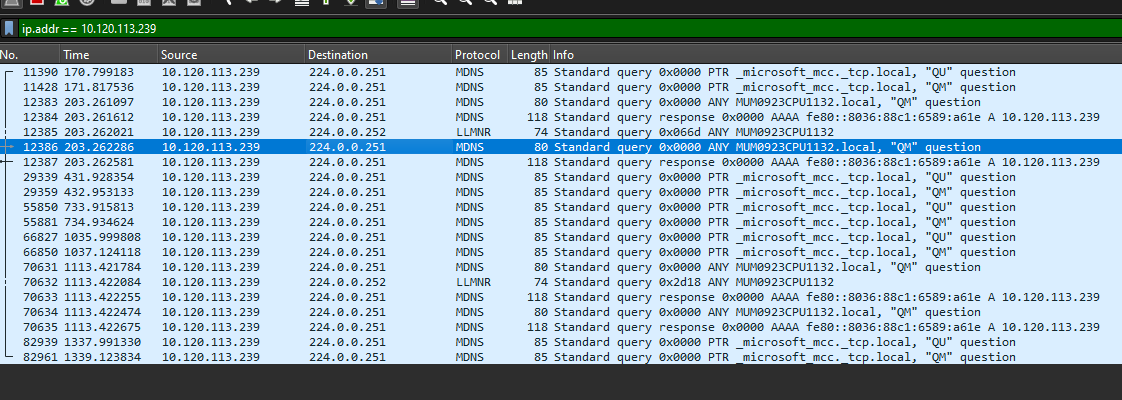 ip.addr == 10.120.113.239
No. Time Source Destination Protocol Length Info
11390 170.799183 10.120.113.239 224.0.0.251 MDNS 85 Standard query 0x0000 PTR _microsoft_mcc._tcp.local, "QU" question
11428 171.817536 10.120.113.239 224.0.0.251 MDNS 85 Standard query 0x0000 PTR _microsoft_mcc._tcp.local, "QM" question
12383 203.261097 10.120.113.239 224.0.0.251 MDNS 80 Standard query 0x0000 ANY MUM0923CPU1132.local, "QM" question
12384 203.261612 10.120.113.239 224.0.0.251 MDNS 118 Standard query response 0x0000 AAAA fe80::8036:88c1:6589:a61e A 10.120.113.239
12385 203.262021 10.120.113.239 224.0.0.252 LLMNR 74 Standard query 0x066d ANY MUM0923CPU1132
12386 203.262286 10.120.113.239 224.0.0.251 MDNS 80 Standard query 0x0000 ANY MUM0923CPU1132.local, "QM" question
12387 203.262581 10.120.113.239 224.0.0.251 MDNS 118 Standard query response 0x0000 AAAA fe80::8036:88c1:6589:a61e A 10.120.113.239
29339 431.928354 10.120.113.239 224.0.0.251 MDNS 85 Standard query 0x0000 PTR _microsoft_mcc._tcp.local, "QU" question
29359 432.953133 10.120.113.239 224.0.0.251 MDNS 85 Standard query 0x0000 PTR _microsoft_mcc._tcp.local, "QM" question
55850 733.915813 10.120.113.239 224.0.0.251 MDNS 85 Standard query 0x0000 PTR _microsoft_mcc._tcp.local, "QU" question
55881 734.934624 10.120.113.239 224.0.0.251 MDNS 85 Standard query 0x0000 PTR _microsoft_mcc._tcp.local, "QM" question
66827 1035.999808 10.120.113.239 224.0.0.251 MDNS 85 Standard query 0x0000 PTR _microsoft_mcc._tcp.local, "QU" question
66850 1037.124118 10.120.113.239 224.0.0.251 MDNS 85 Standard query 0x0000 PTR _microsoft_mcc._tcp.local, "QM" question
70631 1113.421784 10.120.113.239 224.0.0.251 MDNS 80 Standard query 0x0000 ANY MUM0923CPU1132.local, "QM" question
70632 1113.422084 10.120.113.239 224.0.0.252 LLMNR 74 Standard query 0x2d18 ANY MUM0923CPU1132
70633 1113.422255 10.120.113.239 224.0.0.251 MDNS 118 Standard query response 0x0000 AAAA fe80::8036:88c1:6589:a61e A 10.120.113.239
70634 1113.422474 10.120.113.239 224.0.0.251 MDNS 80 Standard query 0x0000 ANY MUM0923CPU1132.local, "QM" question
70635 1113.422675 10.120.113.239 224.0.0.251 MDNS 118 Standard query response 0x0000 AAAA fe80::8036:88c1:6589:a61e A 10.120.113.239
82939 1337.991330 10.120.113.239 224.0.0.251 MDNS 85 Standard query 0x0000 PTR _microsoft_mcc._tcp.local, "QU" question
82961 1339.123834 10.120.113.239 224.0.0.251 MDNS 85 Standard query 0x0000 PTR _microsoft_mcc._tcp.local, "QM" question